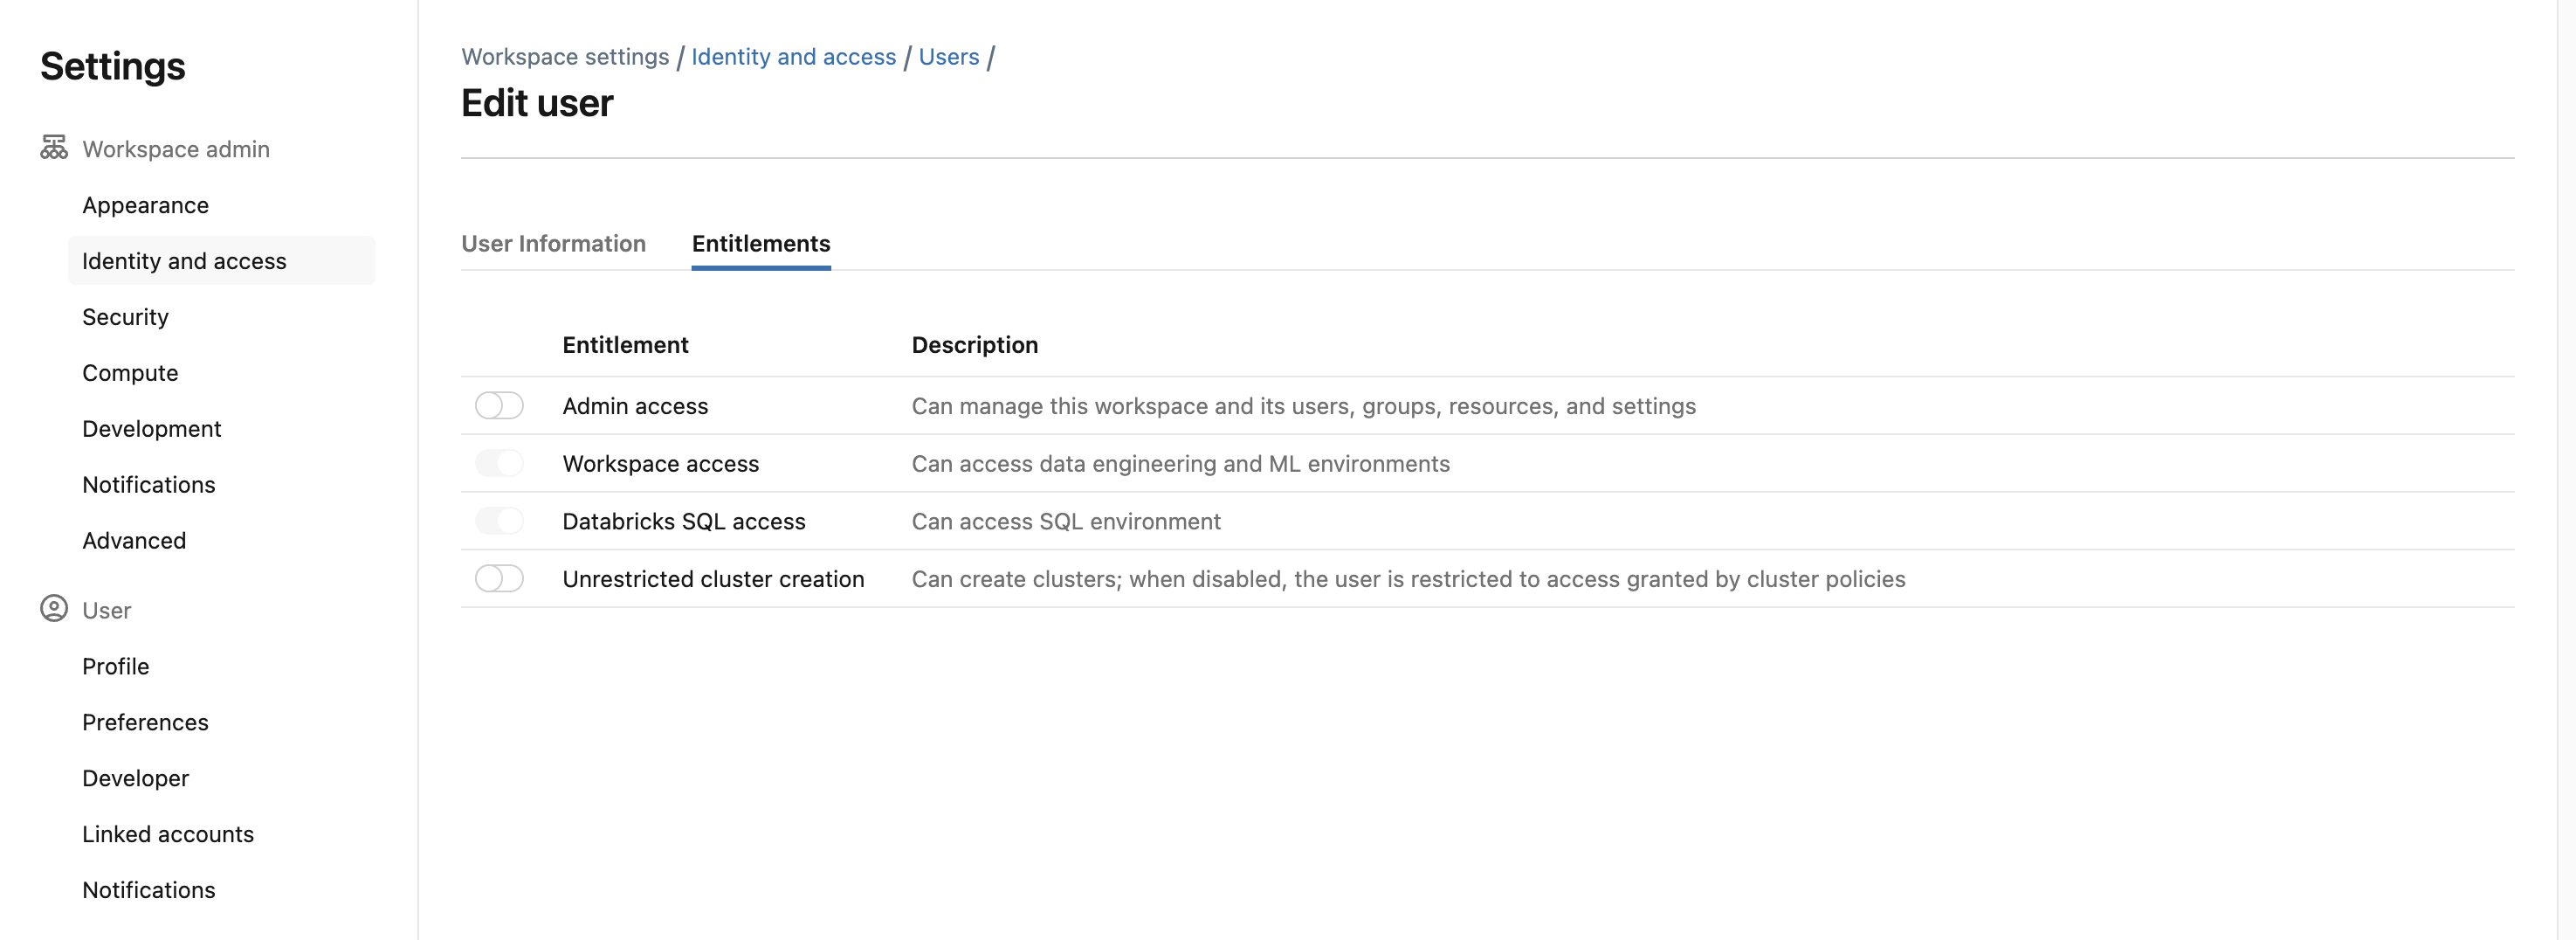 Settings
Workspace admin
Appearance
Identity and access
Security
Compute
Development
Notifications
Advanced
User
Profile
Preferences
Developer
Linked accounts
Notifications
Workspace settings / Identity and access / Users /
Edit user
User Information Entitlements
Entitlement Description
Admin access Can manage this workspace and its users, groups, resources, and settings
Workspace access Can access data engineering and ML environments
Databricks SQL access Can access SQL environment
Unrestricted cluster creation Can create clusters; when disabled, the user is restricted to access granted by cluster policies